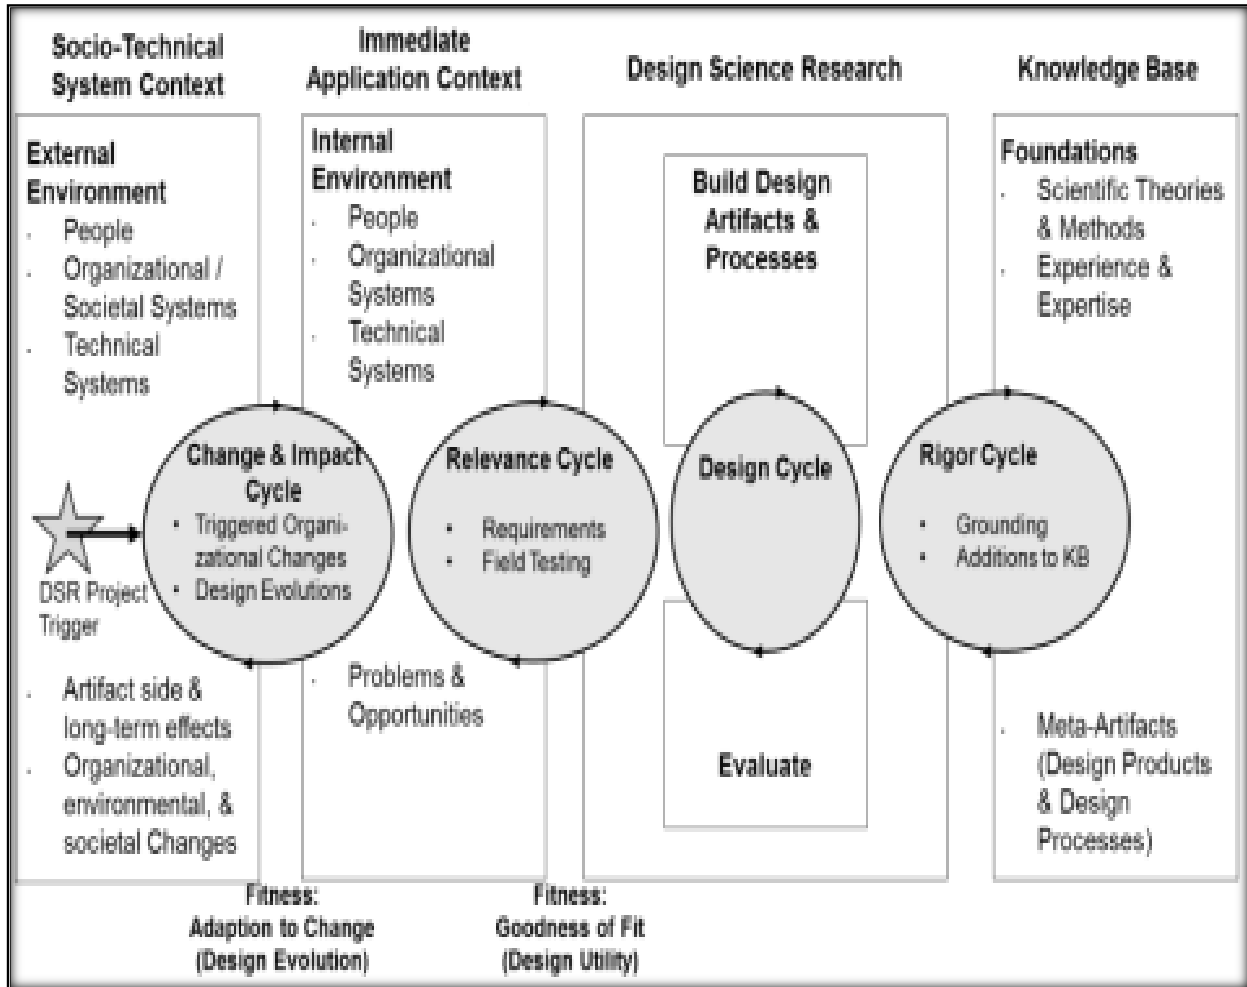 Socio-Technical
System Context
Immediate
Application Context
Design Science Research
Knowledge Base
External
Environment
. People
. Organizational /
Societal Systems
. Technical
Systems
Internal
Environment
. People
. Organizational
Systems
. Technical
Systems
Build Design
Artifacts &
Processes
Foundations
. Scientific Theories
& Methods
. Experience &
Expertise
Change & Impact
Cycle
• Triggered Organi-
zational Changes
• Design Evolutions
Relevance Cycle
• Requirements
• Field Testing
Design Cycle
Rigor Cycle
• Grounding
• Additions to KB
DSR Project
Trigger
. Artifact side &
long-term effects
. Organizational,
environmental, &
societal Changes
. Problems &
Opportunities
Evaluate
. Meta-Artifacts
(Design Products
& Design
Processes)
Fitness:
Adaption to Change
(Design Evolution)
Fitness:
Goodness of Fit
(Design Utility)